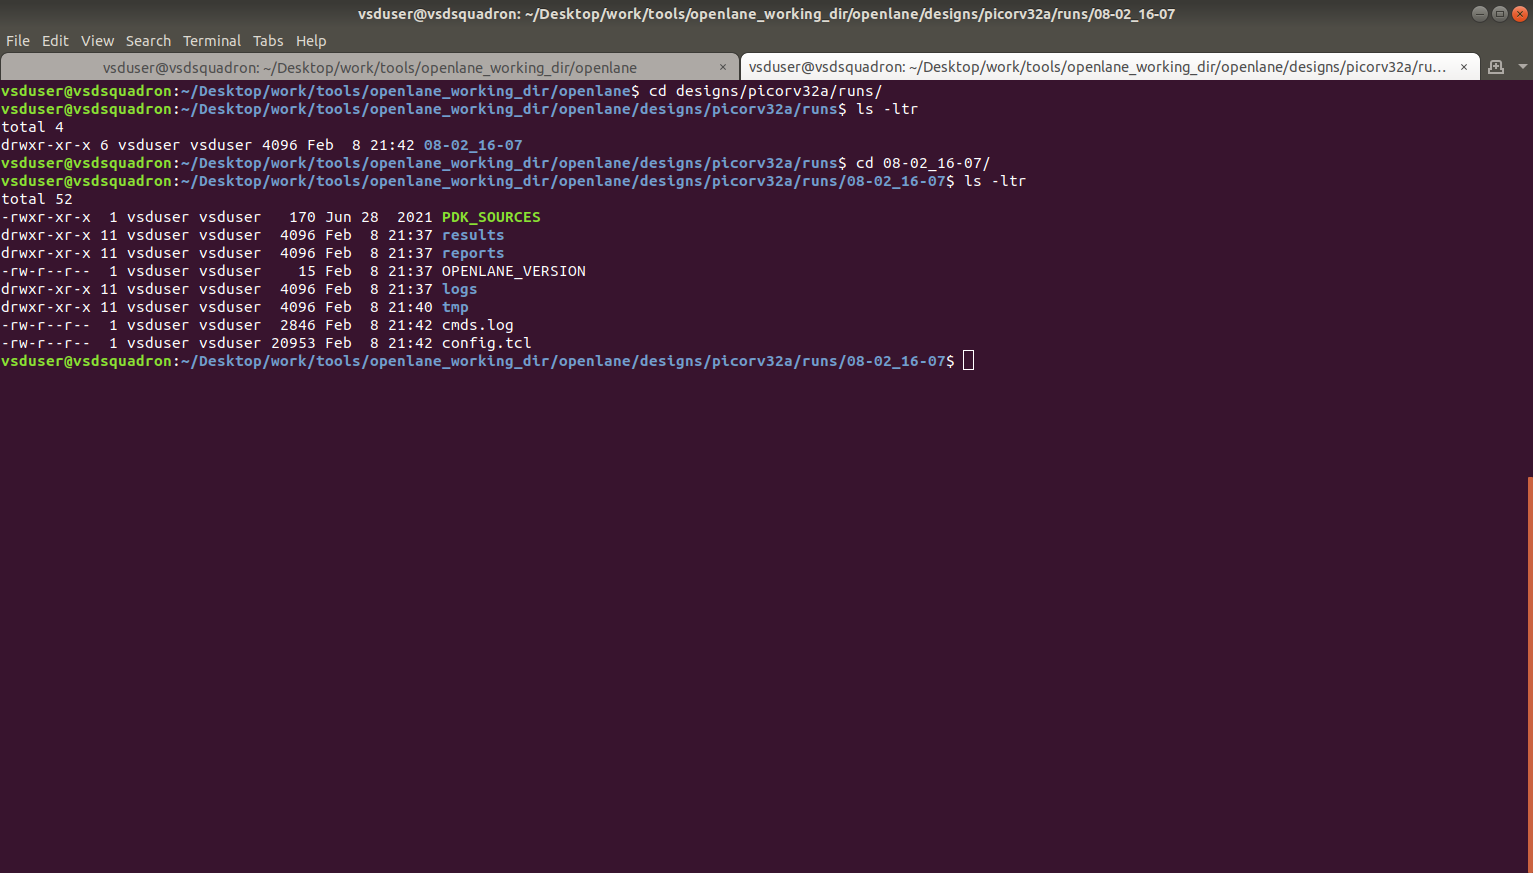 vsduser@vsdsquadron: ~/Desktop/work/tools/openlane_working_dir/openlane/designs/picorv32a/runs/08-02_16-07
File Edit View Search Terminal Tabs Help
vsduser@vsdsquadron: ~/Desktop/work/tools/openlane_working_dir/openlane × vsduser@vsdsquadron: ~/Desktop/work/tools/openlane_working_dir/openlane/designs/picorv32a/ru... ×
vsduser@vsdsquadron:~/Desktop/work/tools/openlane_working_dir/openlane$ cd designs/picorv32a/runs/
vsduser@vsdsquadron:~/Desktop/work/tools/openlane_working_dir/openlane/designs/picorv32a/runs$ ls -ltr
total 4
drwxr-xr-x 6 vsduser vsduser 4096 Feb  8 21:42 08-02_16-07
vsduser@vsdsquadron:~/Desktop/work/tools/openlane_working_dir/openlane/designs/picorv32a/runs$ cd 08-02_16-07/
vsduser@vsdsquadron:~/Desktop/work/tools/openlane_working_dir/openlane/designs/picorv32a/runs/08-02_16-07$ ls -ltr
total 52
-rwxr-xr-x  1 vsduser vsduser   170 Jun 28  2021 PDK_SOURCES
drwxr-xr-x 11 vsduser vsduser  4096 Feb  8 21:37 results
drwxr-xr-x 11 vsduser vsduser  4096 Feb  8 21:37 reports
-rw-r--r--  1 vsduser vsduser    15 Feb  8 21:37 OPENLANE_VERSION
drwxr-xr-x 11 vsduser vsduser  4096 Feb  8 21:37 logs
drwxr-xr-x 11 vsduser vsduser  4096 Feb  8 21:40 tmp
-rw-r--r--  1 vsduser vsduser  2846 Feb  8 21:42 cmds.log
-rw-r--r--  1 vsduser vsduser 20953 Feb  8 21:42 config.tcl
vsduser@vsdsquadron:~/Desktop/work/tools/openlane_working_dir/openlane/designs/picorv32a/runs/08-02_16-07$